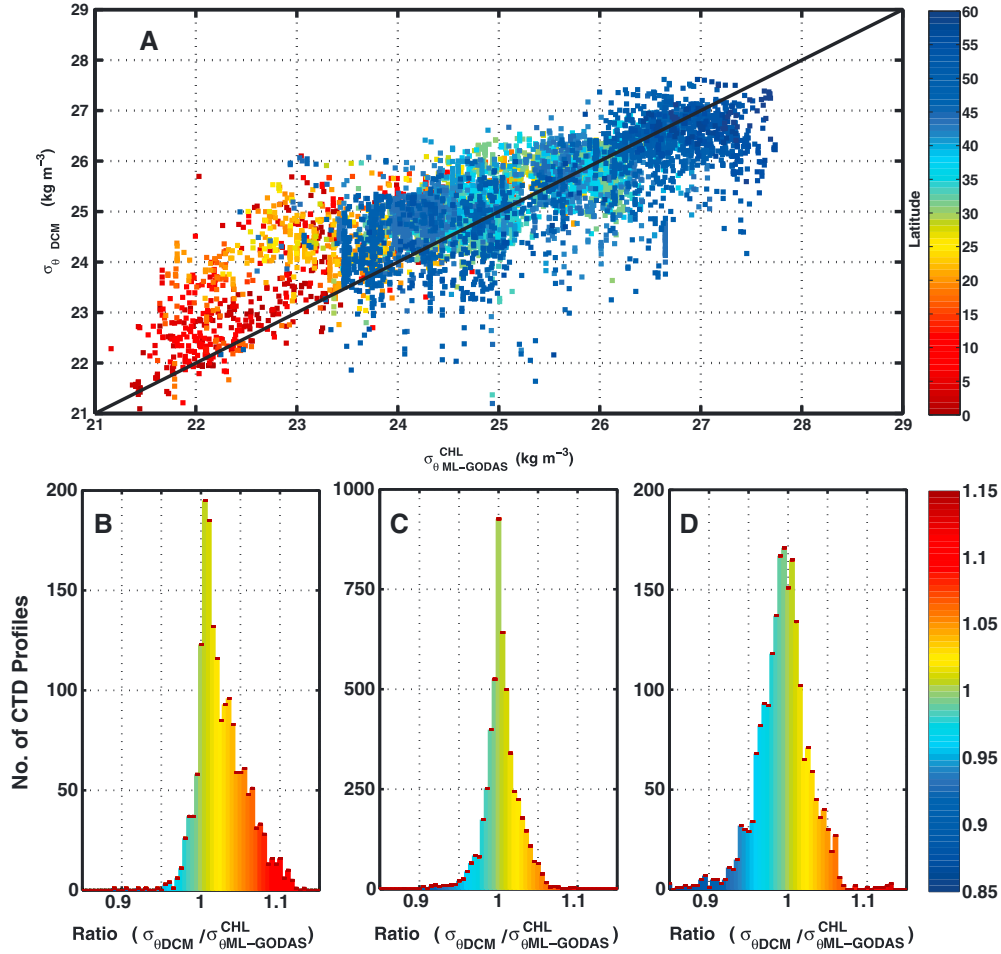 A
29
28
27
26
25
24
23
22
21
σθ DCM (kg m−3)
21 22 23 24 25 26 27 28 29
σθ ML−GODAS CHL (kg m−3)
60
55
50
45
40
35
30
25
20
15
10
5
0
Latitude
B
200
150
100
50
0
No. of CTD Profiles
0.9 1 1.1
Ratio ( σθDCM /σθML−GODAS CHL )
C
1000
750
500
250
0
0.9 1 1.1
Ratio ( σθDCM /σθML−GODAS CHL )
D
200
150
100
50
0
0.9 1 1.1
Ratio ( σθDCM /σθML−GODAS CHL )
1.15
1.1
1.05
1
0.95
0.9
0.85